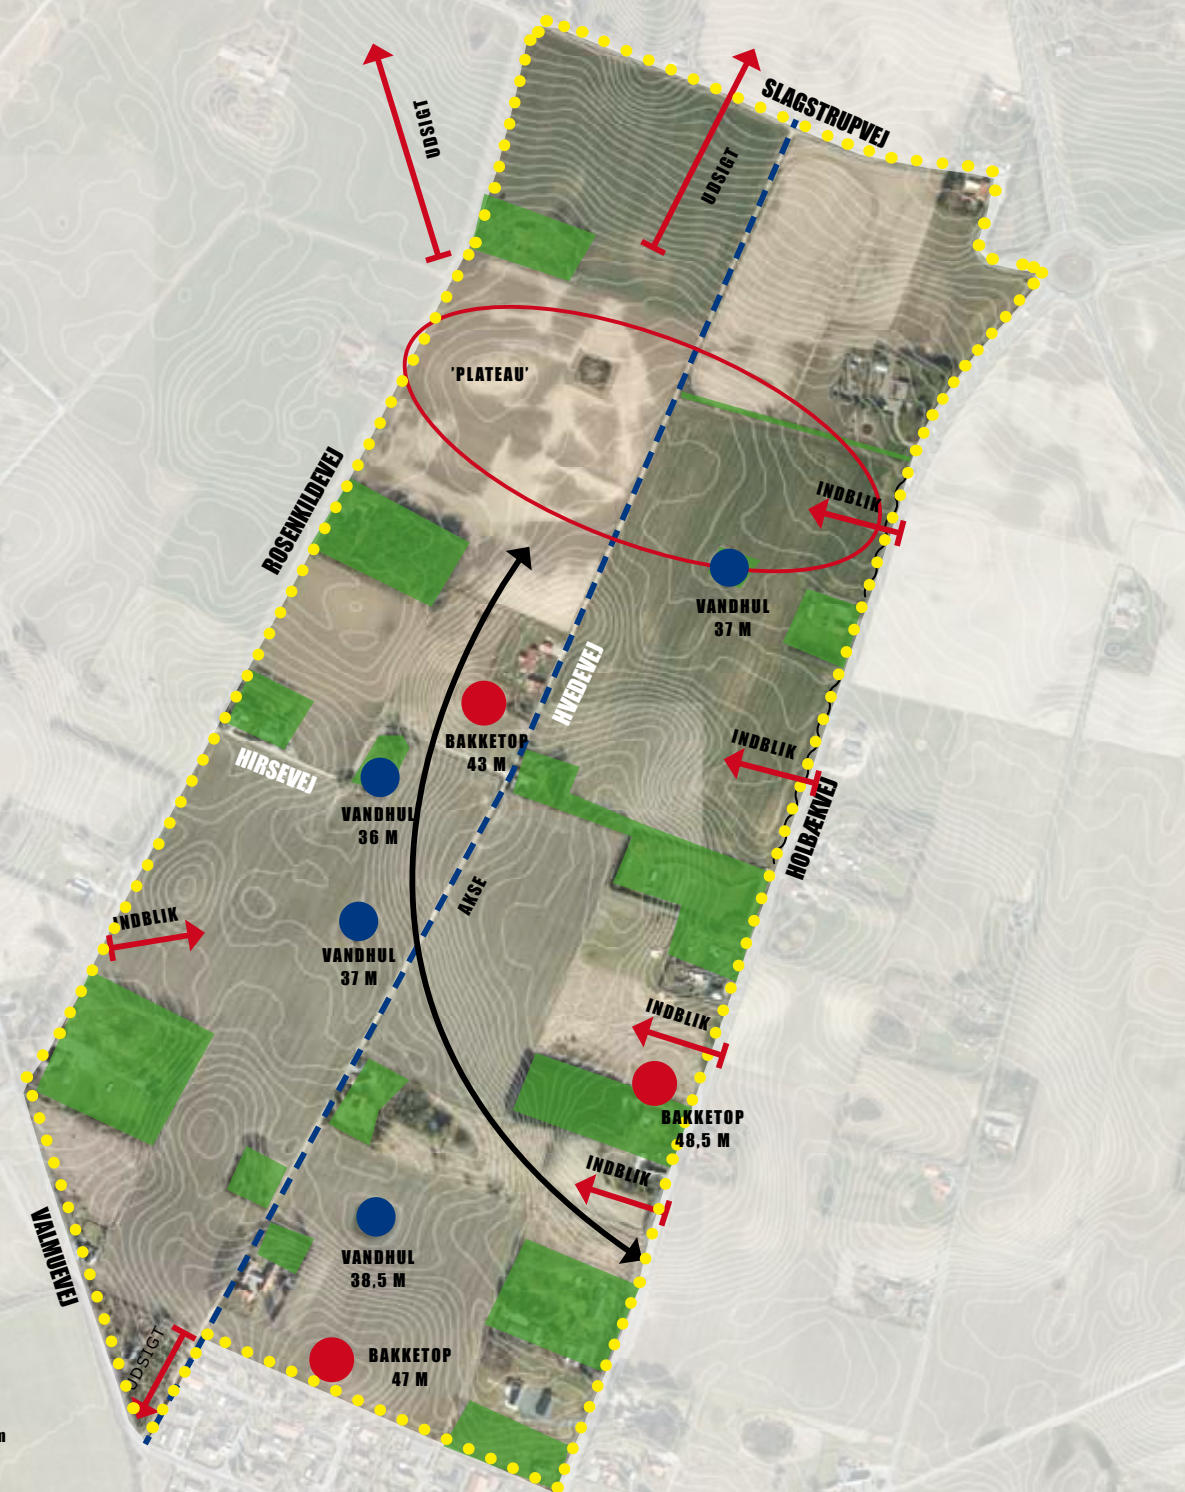 SLAGSTRUPVEJ
UDSIGT
UDSIGT
'PLATEAU'
ROSENKILDEVEJ
INDBLIK
VANDHUL
37 M
HVEDEVEJ
BAKKETOP
43 M
HIRSEVEJ
INDBLIK
VANDHUL
36 M
HOLBÆKVEJ
AKSE
INDBLIK
VANDHUL
37 M
INDBLIK
BAKKETOP
48,5 M
INDBLIK
VALMUEVEJ
VANDHUL
38,5 M
UDSIGT
BAKKETOP
47 M